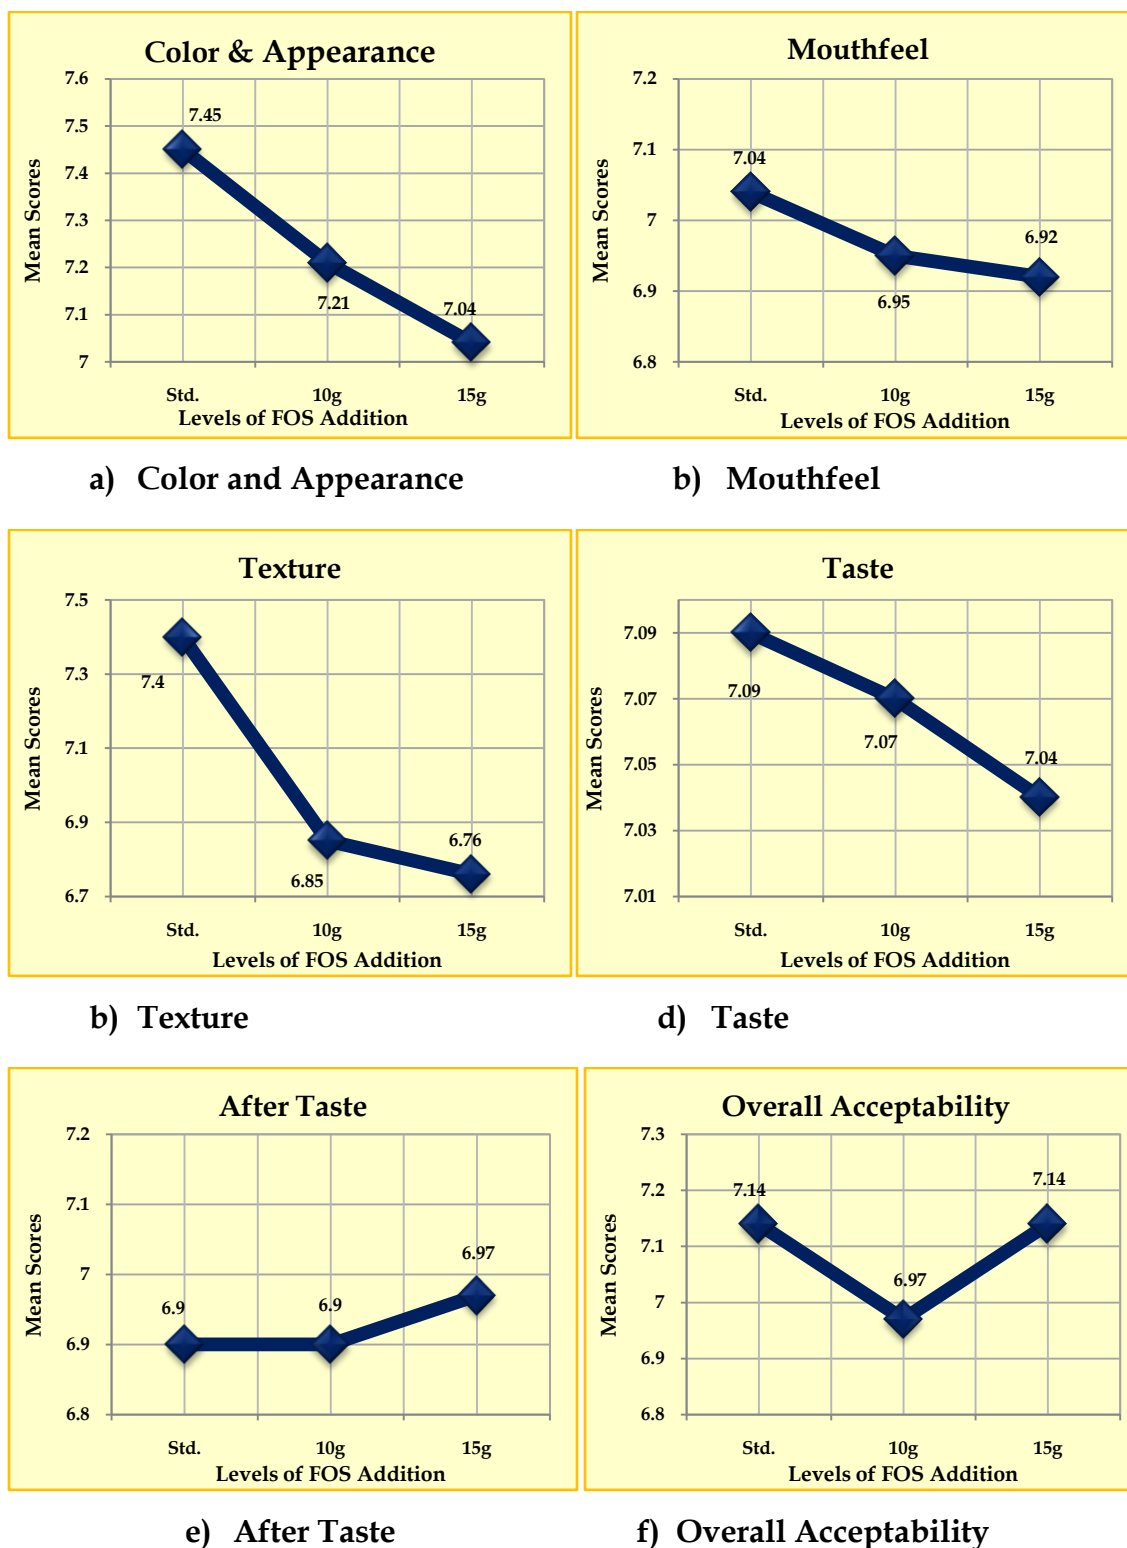 Color & Appearance
7.6
7.5
7.4
7.3
7.2
7.1
7
Mean Scores
7.45
7.21
7.04
Std.
10g
15g
Levels of FOS Addition
a) Color and Appearance
Mouthfeel
7.2
7.1
7
6.9
6.8
Mean Scores
7.04
6.95
6.92
Std.
10g
15g
Levels of FOS Addition
b) Mouthfeel
Texture
7.5
7.3
7.1
6.9
6.7
Mean Scores
7.4
6.85
6.76
Std.
10g
15g
Levels of FOS Addition
b) Texture
Taste
7.09
7.07
7.05
7.03
7.01
Mean Scores
7.09
7.07
7.04
Std.
10g
15g
Levels of FOS Addition
d) Taste
After Taste
7.2
7.1
7
6.9
6.8
Mean Scores
6.9
6.9
6.97
Std.
10g
15g
Levels of FOS Addition
e) After Taste
Overall Acceptability
7.3
7.2
7.1
7
6.9
6.8
Mean Scores
7.14
6.97
7.14
Std.
10g
15g
Levels of FOS Addition
f) Overall Acceptability